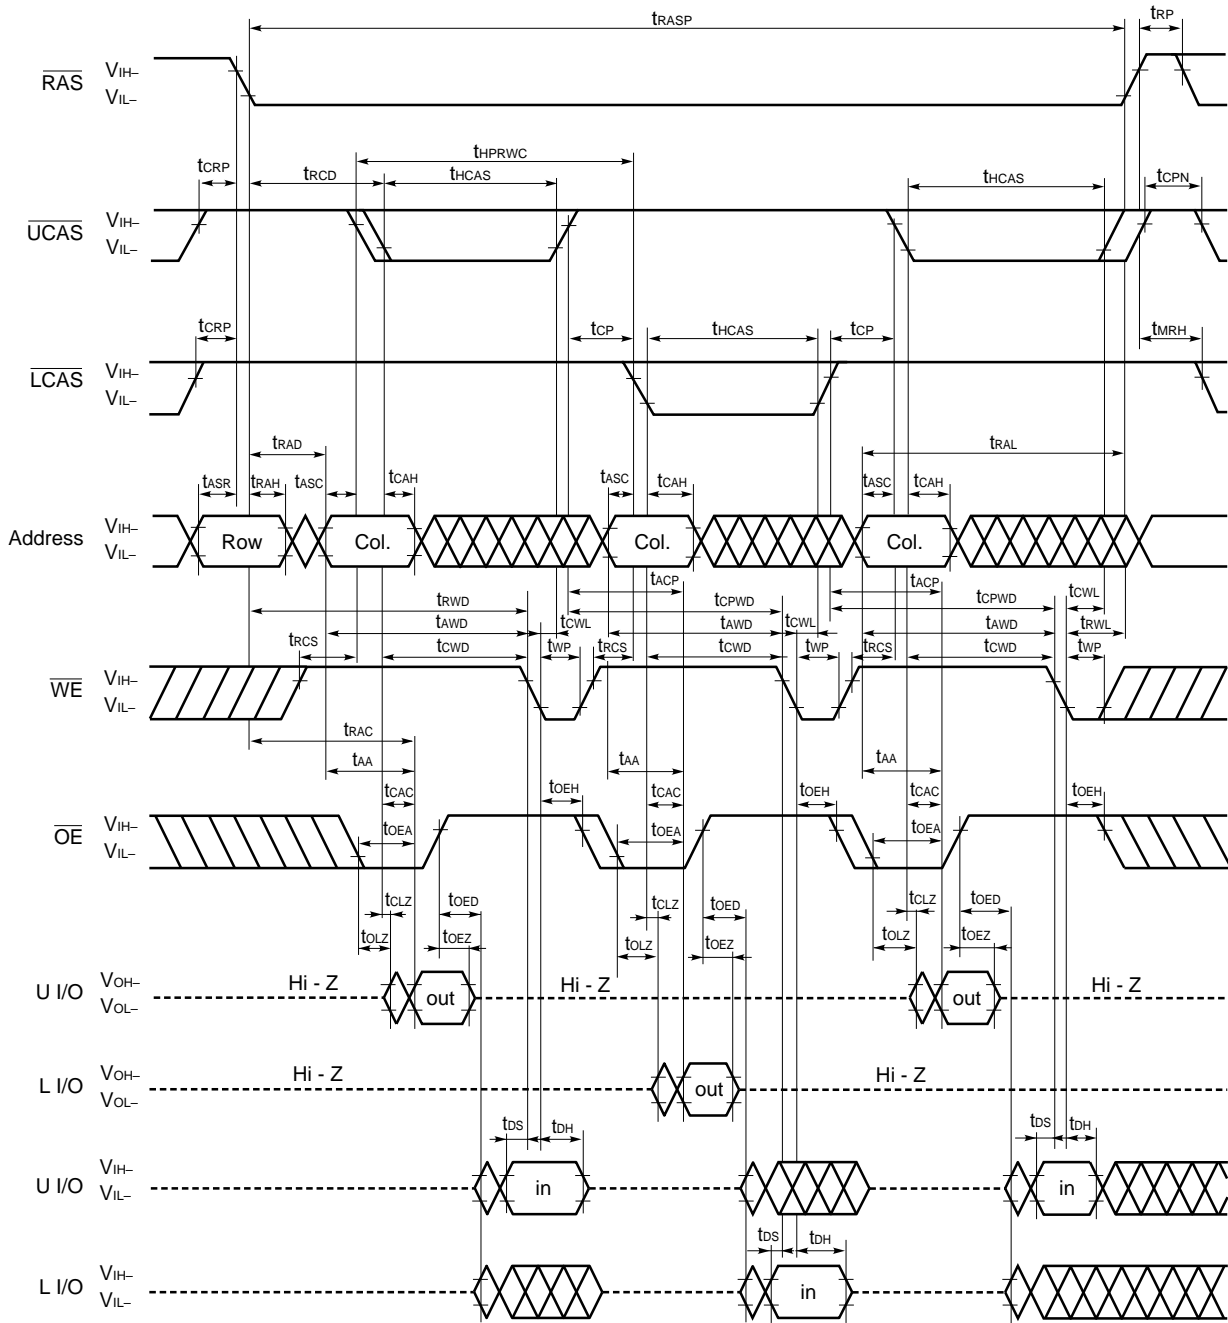 tRASP tRP
RAS VIH–
VIL–
tHPRWC
tCRP tRCD tHCAS tHCAS tCPN
UCAS VIH–
VIL–
tCRP tCP tHCAS tCP tMRH
LCAS VIH–
VIL–
tRAD tRAL
tASR tRAH tASC tCAH tASC tCAH tASC tCAH
Address VIH–
VIL–
Row Col. Col. Col.
tACP tACP
tRWD tCPWD tCPWD tCWL
tAWD tCWL tAWD tCWL tAWD tRWL
tRCS tCWD tWP tRCS tCWD tWP tRCS tCWD tWP
WE VIH–
VIL–
tRAC
tAA tAA tAA
tCAC tOEH tCAC tOEH tCAC tOEH
OE VIH–
VIL–
tOEA tOEA tOEA
tCLZ tOED tCLZ tOED tCLZ tOED
tOLZ tOEZ tOLZ tOEZ tOLZ tOEZ
U I/O VOH–
VOL–
Hi - Z out Hi - Z out Hi - Z
L I/O VOH–
VOL–
Hi - Z out Hi - Z
tDS tDH tDS tDH
U I/O VIH–
VIL–
in in
tDS tDH
L I/O VIH–
VIL–
in